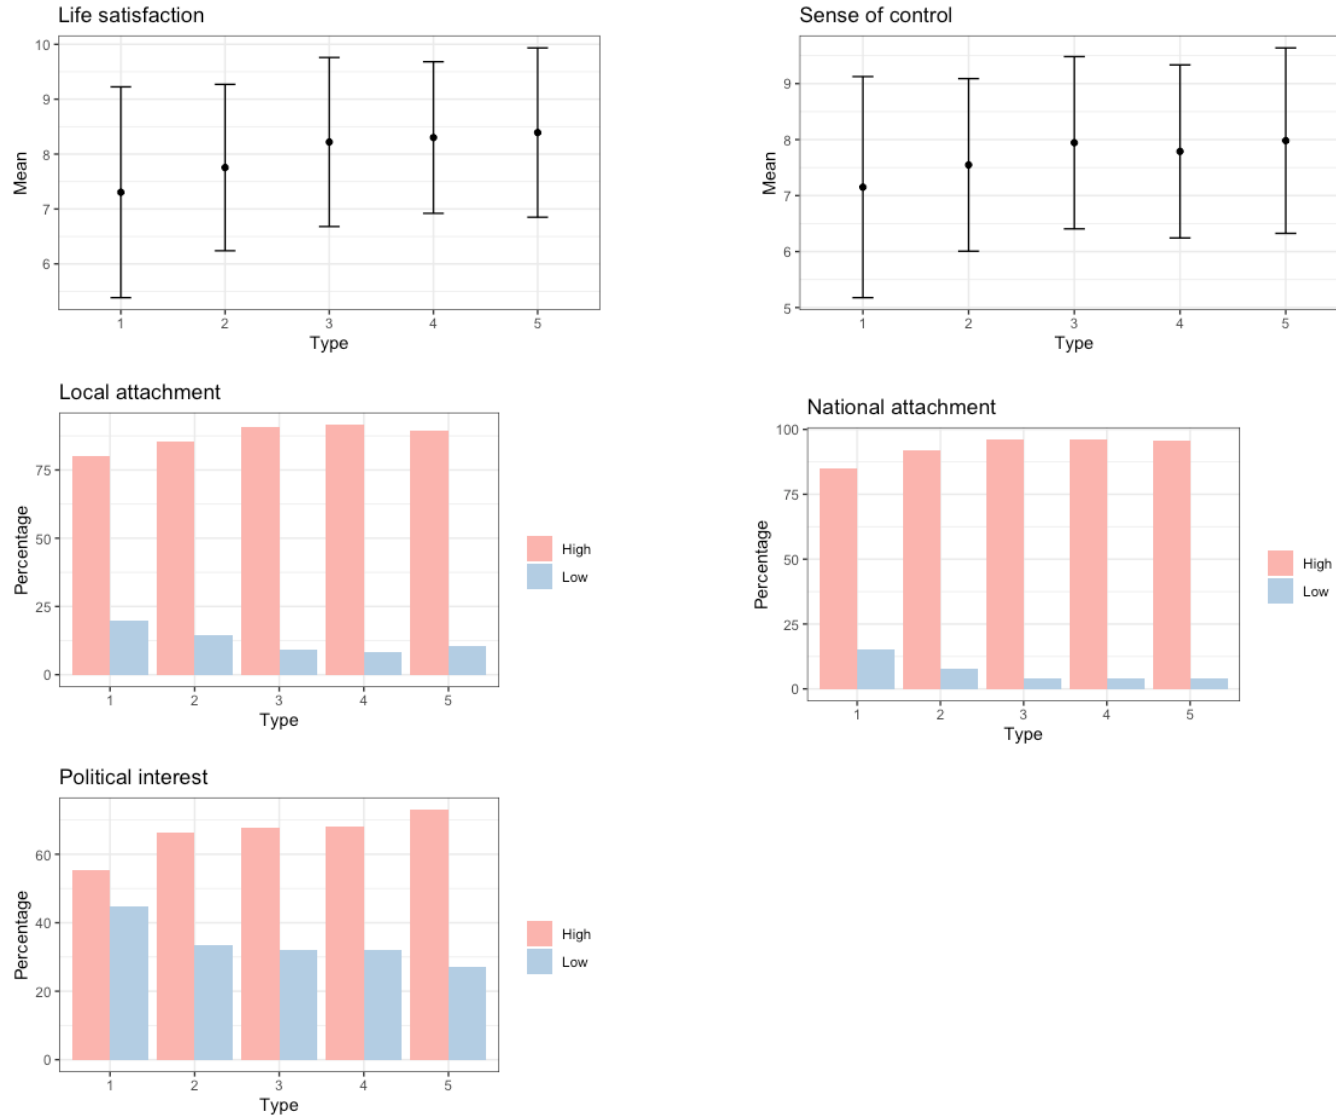 Life satisfaction
10
9
8
7
6
Mean
1 2 3 4 5
Type
Sense of control
9
8
7
6
5
Mean
1 2 3 4 5
Type
Local attachment
75
50
25
0
Percentage
1 2 3 4 5
Type
High
Low
National attachment
100
75
50
25
0
Percentage
1 2 3 4 5
Type
High
Low
Political interest
60
40
20
0
Percentage
1 2 3 4 5
Type
High
Low